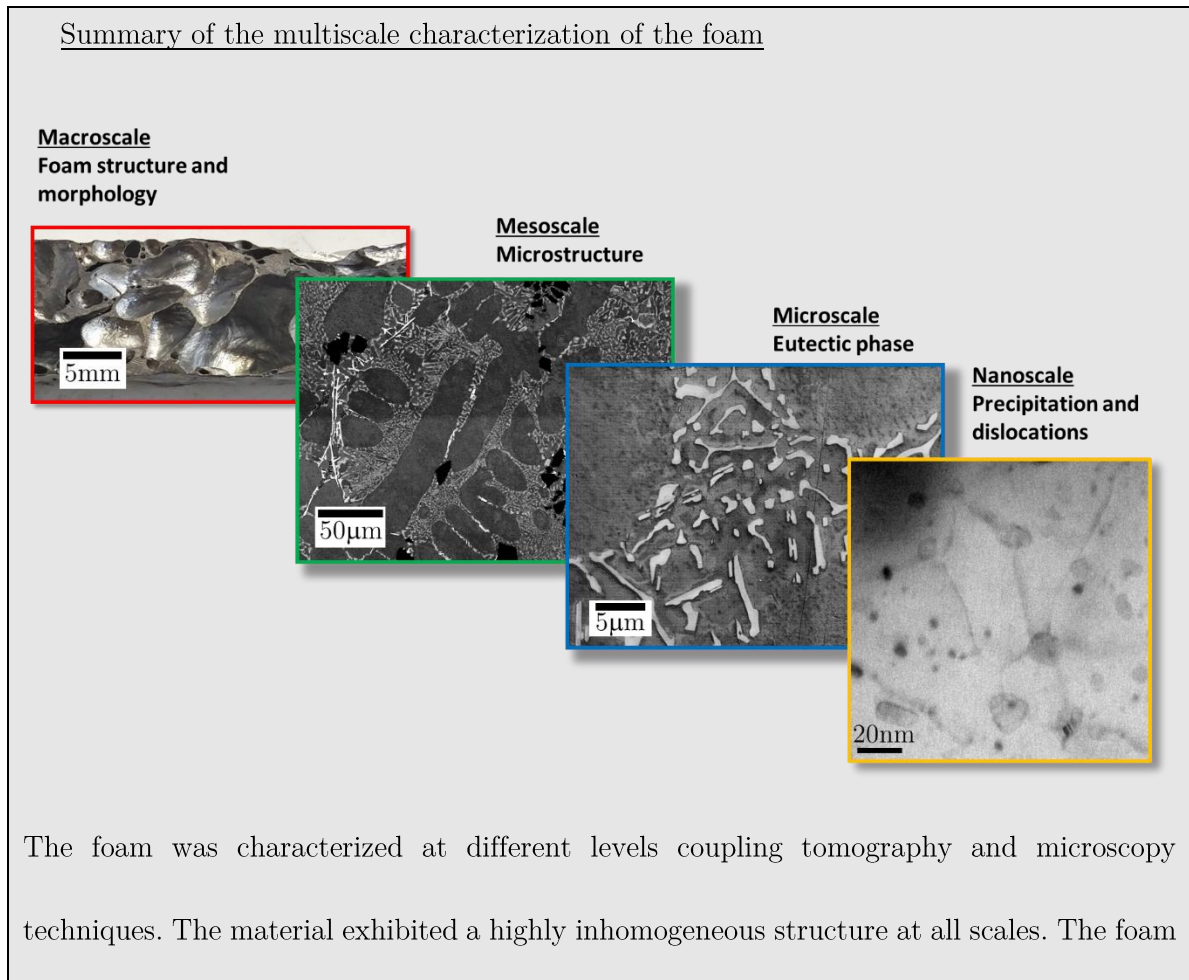 Summary of the multiscale characterization of the foam
Macroscale
Foam structure and
morphology
5mm
Mesoscale
Microstructure
50μm
Microscale
Eutectic phase
5μm
Nanoscale
Precipitation and
dislocations
20nm
The foam was characterized at different levels coupling tomography and microscopy
techniques. The material exhibited a highly inhomogeneous structure at all scales. The foam